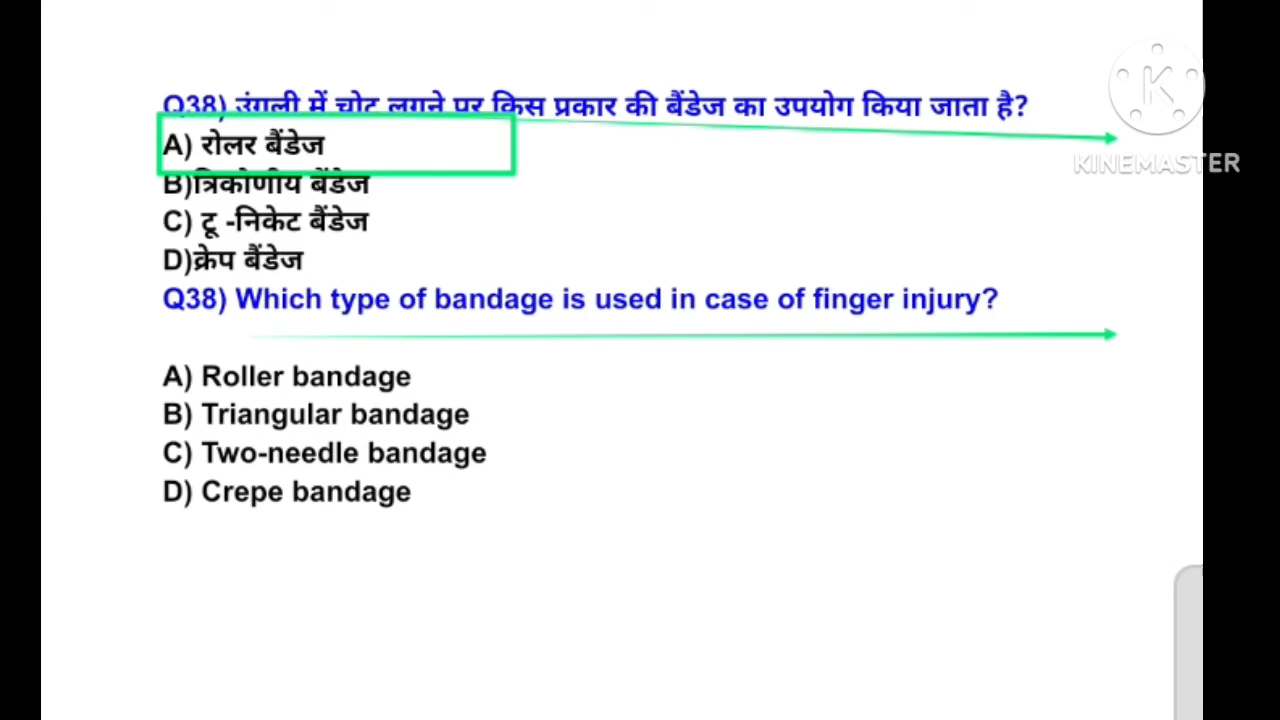 Q38) उंगली में चोट लगने पर किस प्रकार की बैंडेज का उपयोग किया जाता है?
A) रोलर बैंडेज
B)त्रिकोणीय बैंडेज
C) टू -निकेट बैंडेज
D)क्रेप बैंडेज
Q38) Which type of bandage is used in case of finger injury?
A) Roller bandage
B) Triangular bandage
C) Two-needle bandage
D) Crepe bandage
K
KINEMASTER